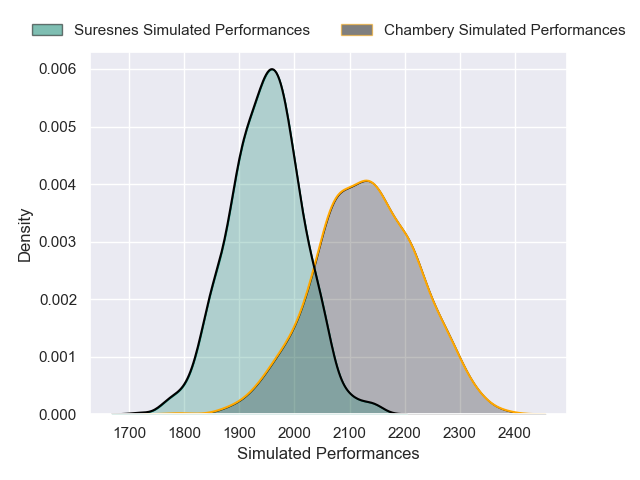 Suresnes Simulated Performances
Chambery Simulated Performances
0.006
0.005
0.004
0.003
0.002
0.001
0.000
Density
1700 1800 1900 2000 2100 2200 2300 2400
Simulated Performances